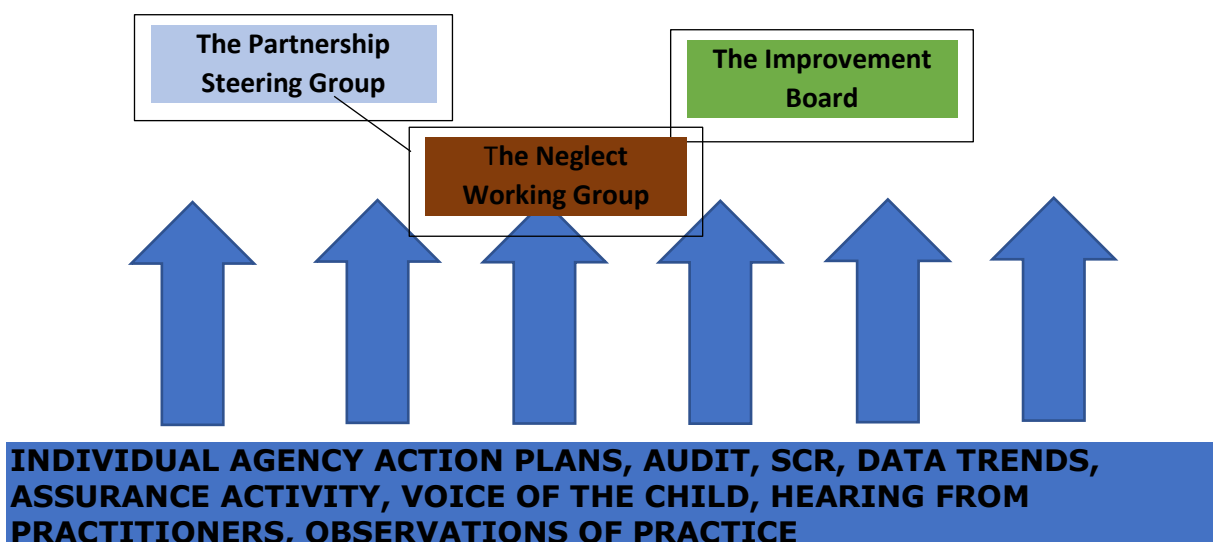 The Partnership
Steering Group
The Improvement
Board
The Neglect
Working Group
INDIVIDUAL AGENCY ACTION PLANS, AUDIT, SCR, DATA TRENDS,
ASSURANCE ACTIVITY, VOICE OF THE CHILD, HEARING FROM
PRACTITIONERS, OBSERVATIONS OF PRACTICE